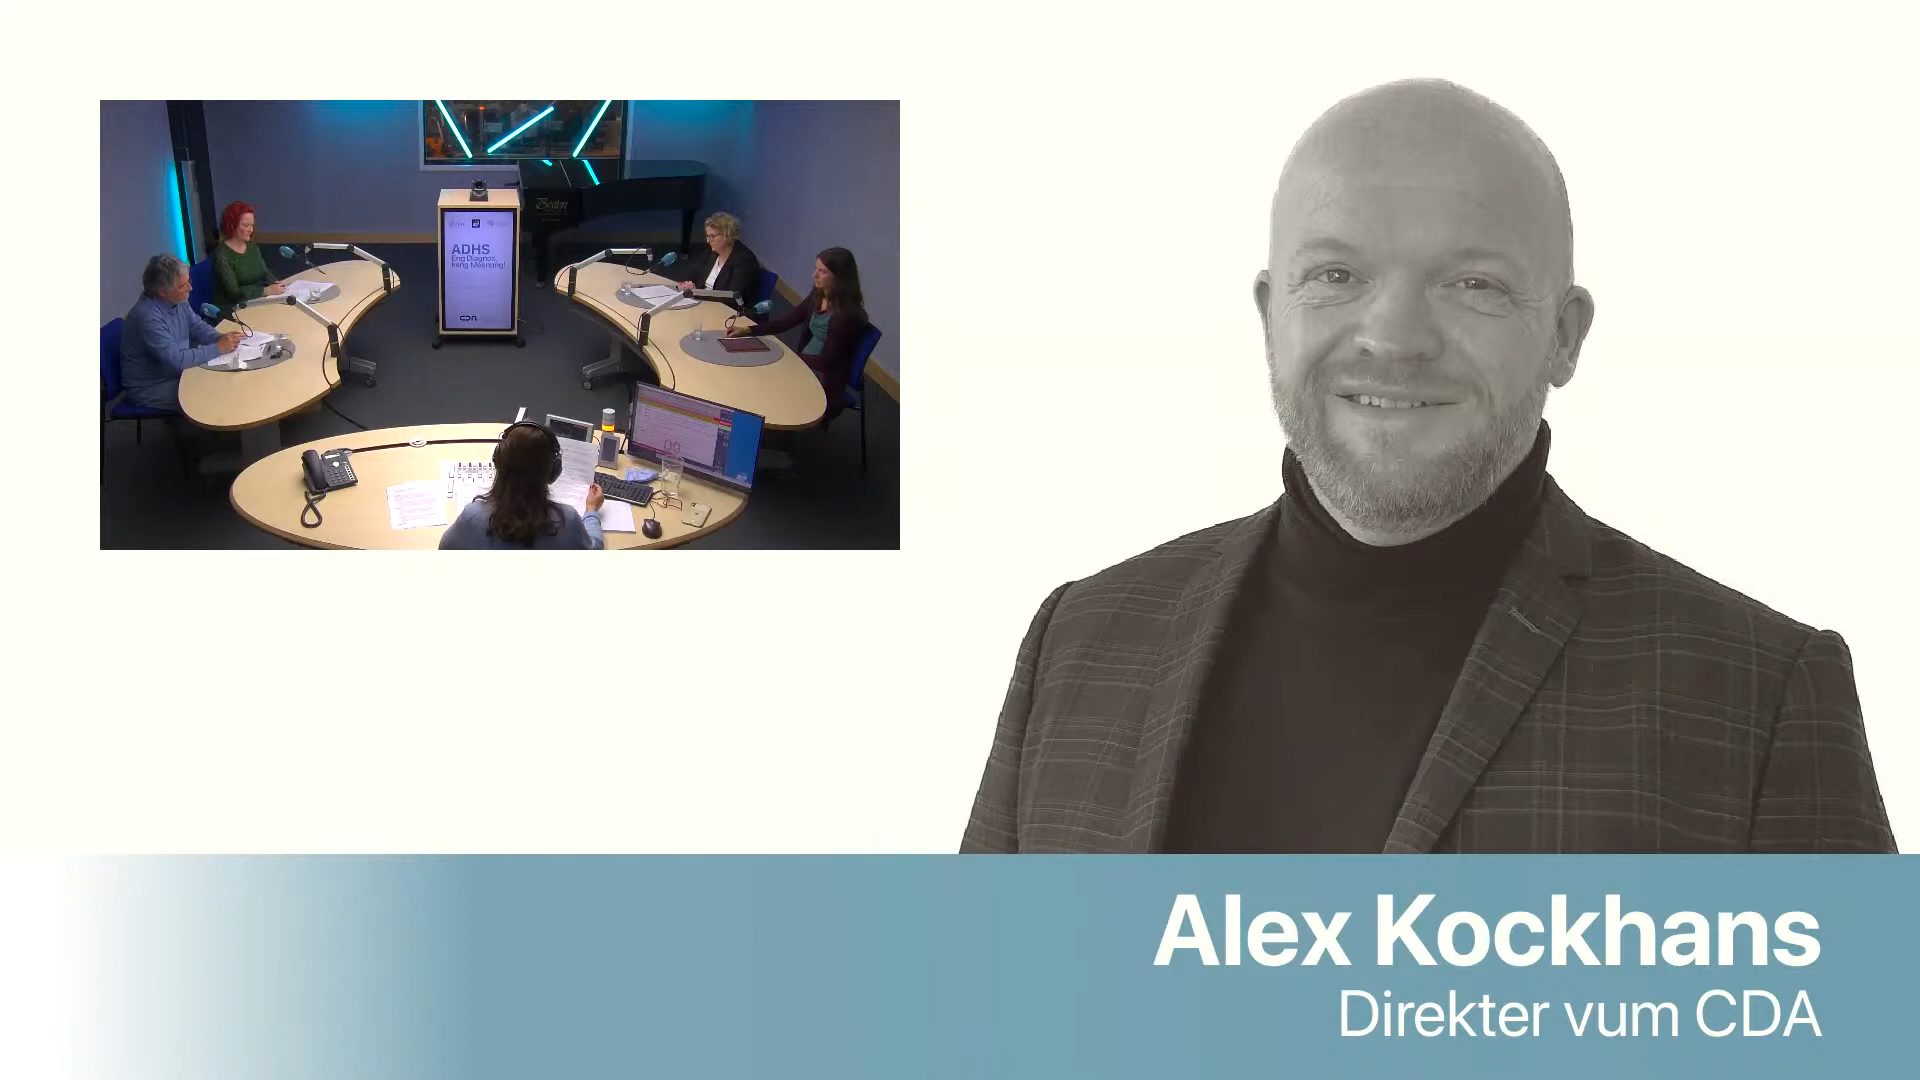 ADHS
Eng Diagnos,
keng Meenung!
Alex Kockhans
Direkter vum CDA